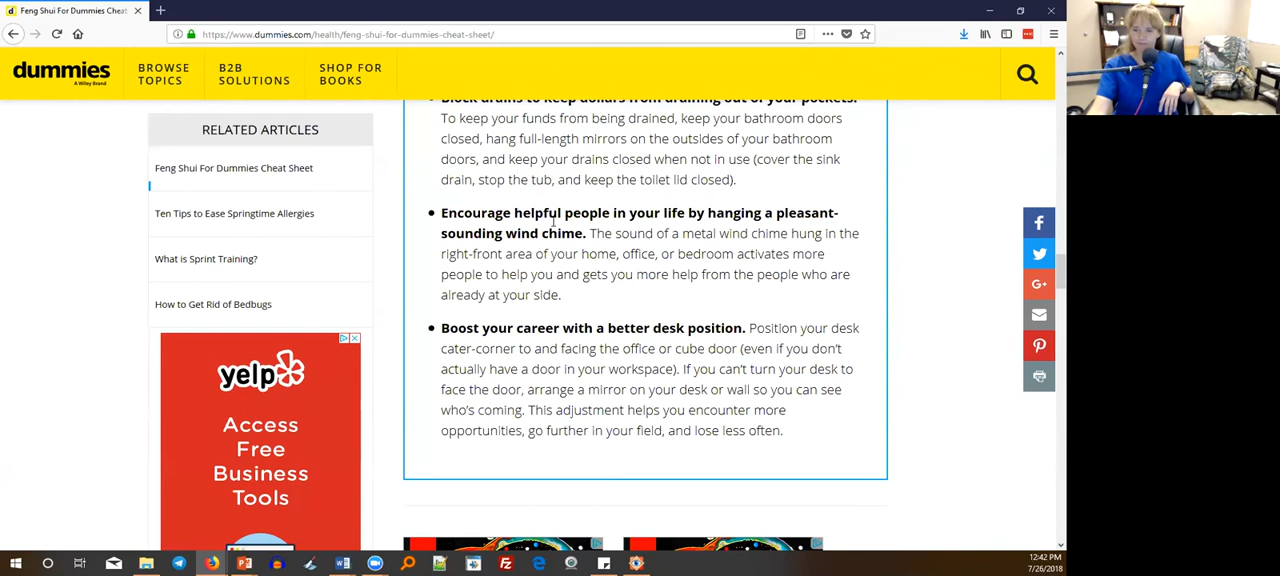 Feng Shui For Dummies Cheat
https://www.dummies.com/health/feng-shui-for-dummies-cheat-sheet/
dummies
A Wiley Brand
BROWSE TOPICS
B2B SOLUTIONS
SHOP FOR BOOKS
RELATED ARTICLES
Feng Shui For Dummies Cheat Sheet
Ten Tips to Ease Springtime Allergies
What is Sprint Training?
How to Get Rid of Bedbugs
yelp
Access
Free
Business
Tools
Block drains to keep dollars from draining out of your pockets.
To keep your funds from being drained, keep your bathroom doors
closed, hang full-length mirrors on the outsides of your bathroom
doors, and keep your drains closed when not in use (cover the sink
drain, stop the tub, and keep the toilet lid closed).
Encourage helpful people in your life by hanging a pleasant-
sounding wind chime. The sound of a metal wind chime hung in the
right-front area of your home, office, or bedroom activates more
people to help you and gets you more help from the people who are
already at your side.
Boost your career with a better desk position. Position your desk
cater-corner to and facing the office or cube door (even if you don't
actually have a door in your workspace). If you can't turn your desk to
face the door, arrange a mirror on your desk or wall so you can see
who's coming. This adjustment helps you encounter more
opportunities, go further in your field, and lose less often.
12:42 PM
7/26/2018